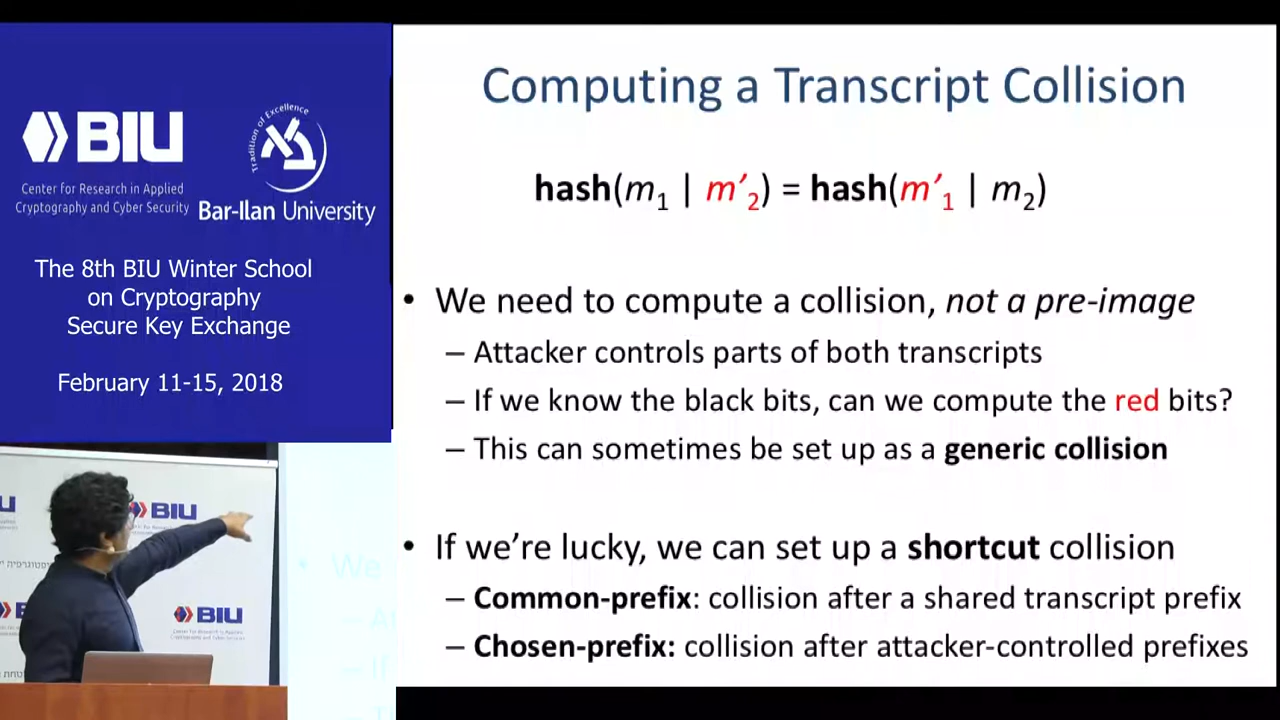 BIU
Center for Research in Applied
Cryptography and Cyber Security
Tradition of Excellence
Bar-Ilan University
The 8th BIU Winter School
on Cryptography
Secure Key Exchange
February 11-15, 2018
Computing a Transcript Collision
hash(m₁ | m′₂) = hash(m′₁ | m₂)
• We need to compute a collision, not a pre-image
– Attacker controls parts of both transcripts
– If we know the black bits, can we compute the red bits?
– This can sometimes be set up as a generic collision
• If we're lucky, we can set up a shortcut collision
– Common-prefix: collision after a shared transcript prefix
– Chosen-prefix: collision after attacker-controlled prefixes
BIU
BIU
• We